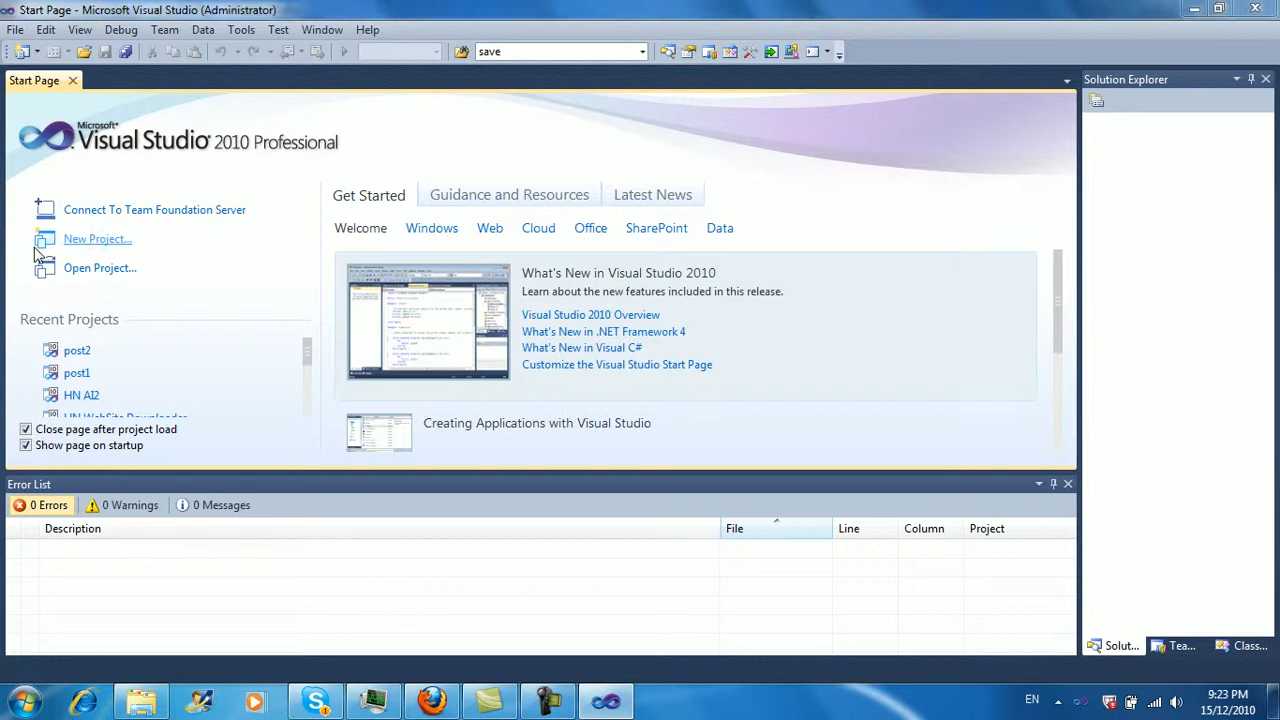 Start Page - Microsoft Visual Studio (Administrator)
File Edit View Debug Team Data Tools Test Window Help
save
Start Page
Solution Explorer
Microsoft®
Visual Studio® 2010 Professional
Connect To Team Foundation Server
New Project...
Open Project...
Recent Projects
post2
post1
HN AI2
HN WebSite Downloader
Close page after project load
Show page on startup
Get Started Guidance and Resources Latest News
Welcome Windows Web Cloud Office SharePoint Data
What's New in Visual Studio 2010
Learn about the new features included in this release.
Visual Studio 2010 Overview
What's New in .NET Framework 4
What's New in Visual C#
Customize the Visual Studio Start Page
Creating Applications with Visual Studio
Error List
0 Errors 0 Warnings 0 Messages
Description File Line Column Project
Solut... Tea... Class...
EN 9:23 PM
15/12/2010